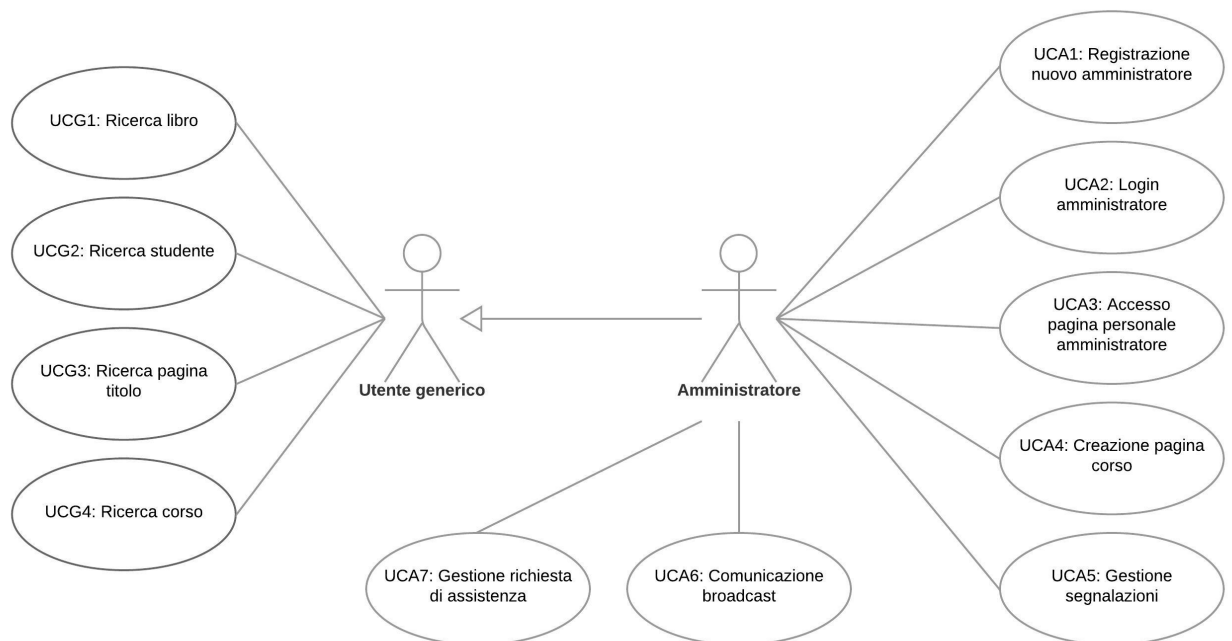 UCG1: Ricerca libro
UCG2: Ricerca studente
UCG3: Ricerca pagina
titolo
UCG4: Ricerca corso
Utente generico
Amministratore
UCA1: Registrazione
nuovo amministratore
UCA2: Login
amministratore
UCA3: Accesso
pagina personale
amministratore
UCA4: Creazione pagina
corso
UCA5: Gestione
segnalazioni
UCA7: Gestione richiesta
di assistenza
UCA6: Comunicazione
broadcast